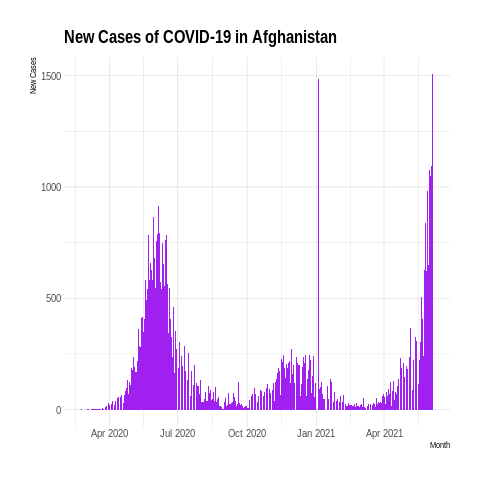 New Cases of COVID-19 in Afghanistan
New Cases
1500
1000
500
0
Apr 2020 Jul 2020 Oct 2020 Jan 2021 Apr 2021
Month